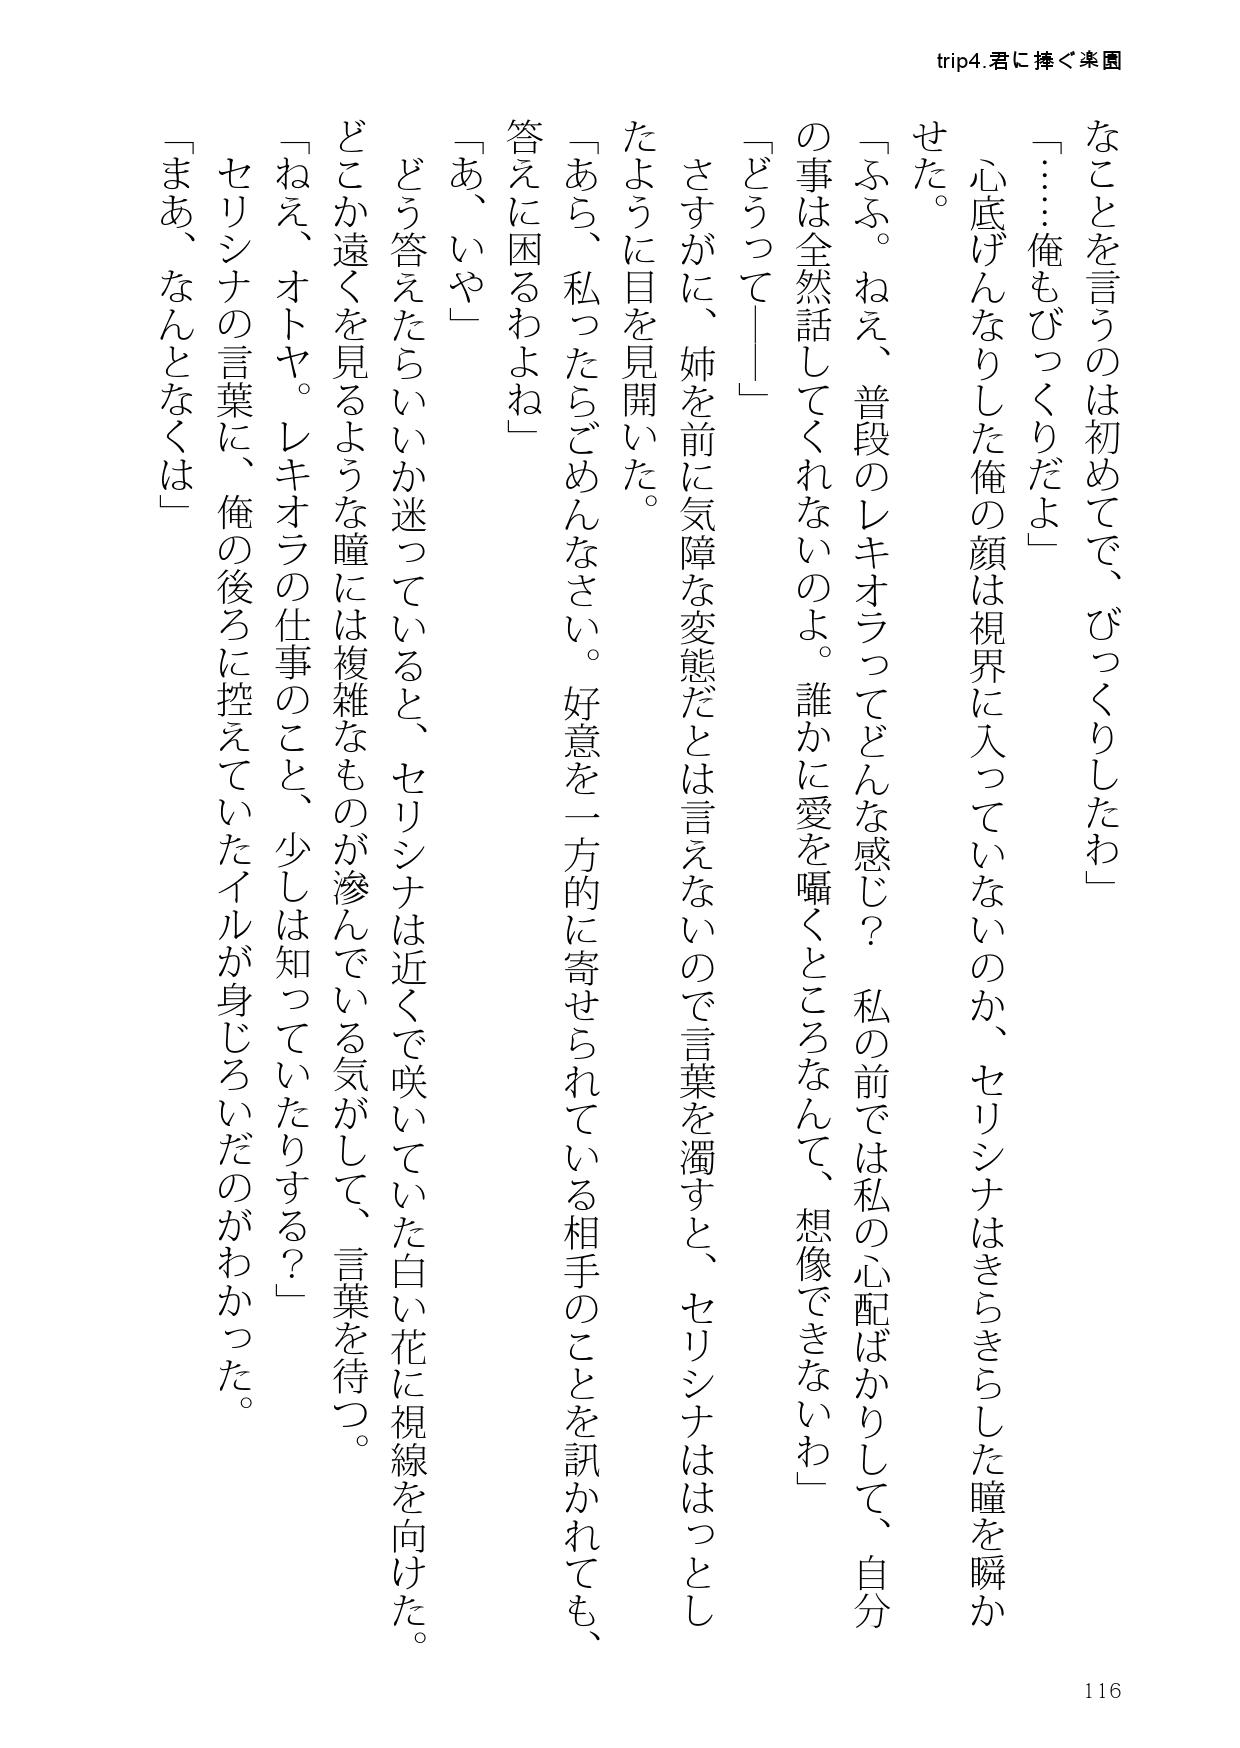 trip4.君に捧ぐ楽園
なことを言うのは初めてで、びっくりしたわ」
「……俺もびっくりだよ」
　心底げんなりした俺の顔は視界に入っていないのか、セリシナはきらきらした瞳を瞬か
せた。
「ふふ。ねえ、普段のレキオラってどんな感じ？　私の前では私の心配ばかりして、自分
の事は全然話してくれないのよ。誰かに愛を囁くところなんて、想像できないわ」
「どうって――」
　さすがに、姉を前に気障な変態だとは言えないので言葉を濁すと、セリシナははっとし
たように目を見開いた。
「あら、私ったらごめんなさい。好意を一方的に寄せられている相手のことを訊かれても、
答えに困るわよね」
「あ、いや」
　どう答えたらいいか迷っていると、セリシナは近くで咲いていた白い花に視線を向けた。
どこか遠くを見るような瞳には複雑なものが滲んでいる気がして、言葉を待つ。
「ねえ、オトヤ。レキオラの仕事のこと、少しは知っていたりする？」
　セリシナの言葉に、俺の後ろに控えていたイルが身じろいだのがわかった。
「まあ、なんとなくは」
116